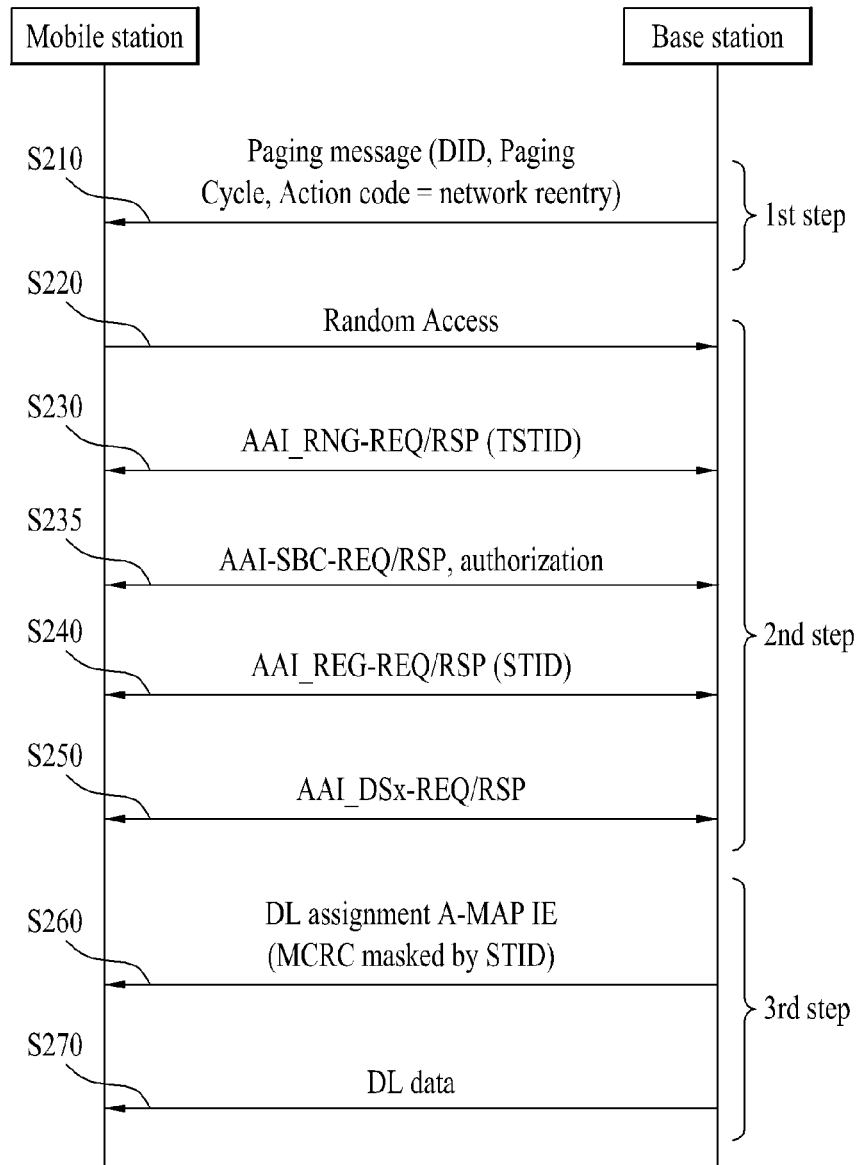 Mobile station
Base station
S210
Paging message (DID, Paging
Cycle, Action code = network reentry)
1st step
S220
Random Access
S230
AAI_RNG-REQ/RSP (TSTID)
S235
AAI-SBC-REQ/RSP, authorization
2nd step
S240
AAI_REG-REQ/RSP (STID)
S250
AAI_DSx-REQ/RSP
S260
DL assignment A-MAP IE
(MCRC masked by STID)
3rd step
S270
DL data